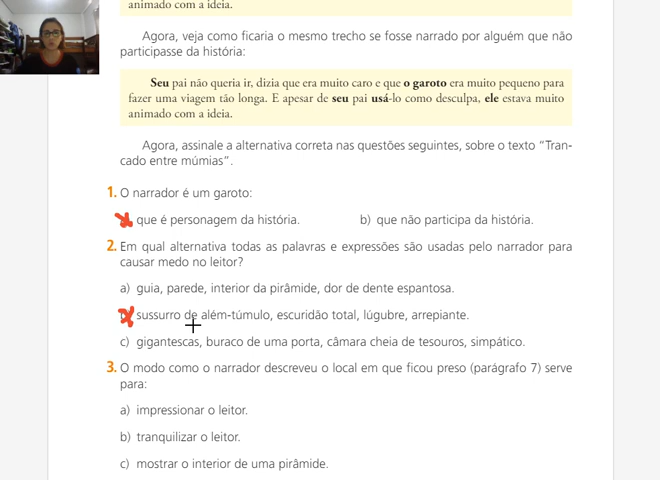 animado com a ideia.
Agora, veja como ficaria o mesmo trecho se fosse narrado por alguém que não
participasse da história:
Seu pai não queria ir, dizia que era muito caro e que o garoto era muito pequeno para
fazer uma viagem tão longa. E apesar de seu pai usá-lo como desculpa, ele estava muito
animado com a ideia.
Agora, assinale a alternativa correta nas questões seguintes, sobre o texto “Tran-
cado entre múmias”.
1. O narrador é um garoto:
que é personagem da história. b) que não participa da história.
2. Em qual alternativa todas as palavras e expressões são usadas pelo narrador para
causar medo no leitor?
a) guia, parede, interior da pirâmide, dor de dente espantosa.
sussurro de além-túmulo, escuridão total, lúgubre, arrepiante.
c) gigantescas, buraco de uma porta, câmara cheia de tesouros, simpático.
3. O modo como o narrador descreveu o local em que ficou preso (parágrafo 7) serve
para:
a) impressionar o leitor.
b) tranquilizar o leitor.
c) mostrar o interior de uma pirâmide.